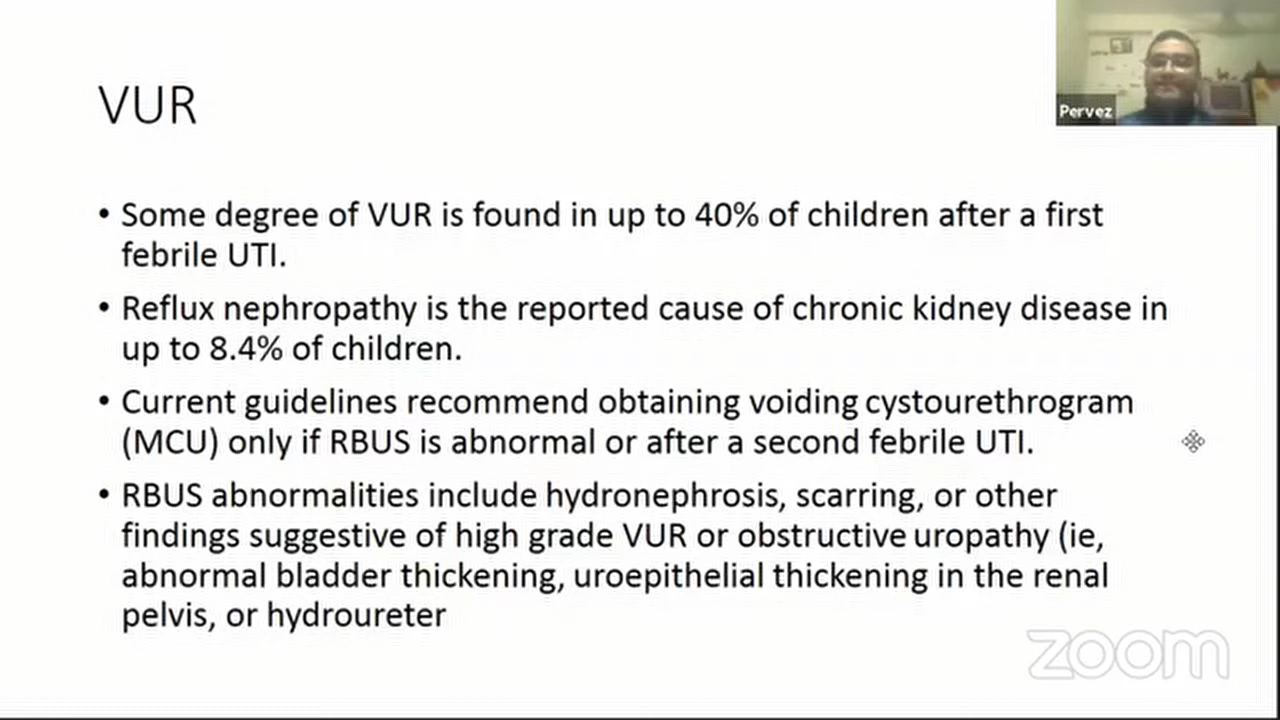 VUR
Pervez
• Some degree of VUR is found in up to 40% of children after a first
febrile UTI.
• Reflux nephropathy is the reported cause of chronic kidney disease in
up to 8.4% of children.
• Current guidelines recommend obtaining voiding cystourethrogram
(MCU) only if RBUS is abnormal or after a second febrile UTI.
• RBUS abnormalities include hydronephrosis, scarring, or other
findings suggestive of high grade VUR or obstructive uropathy (ie,
abnormal bladder thickening, uroepithelial thickening in the renal
pelvis, or hydroureter
zoom